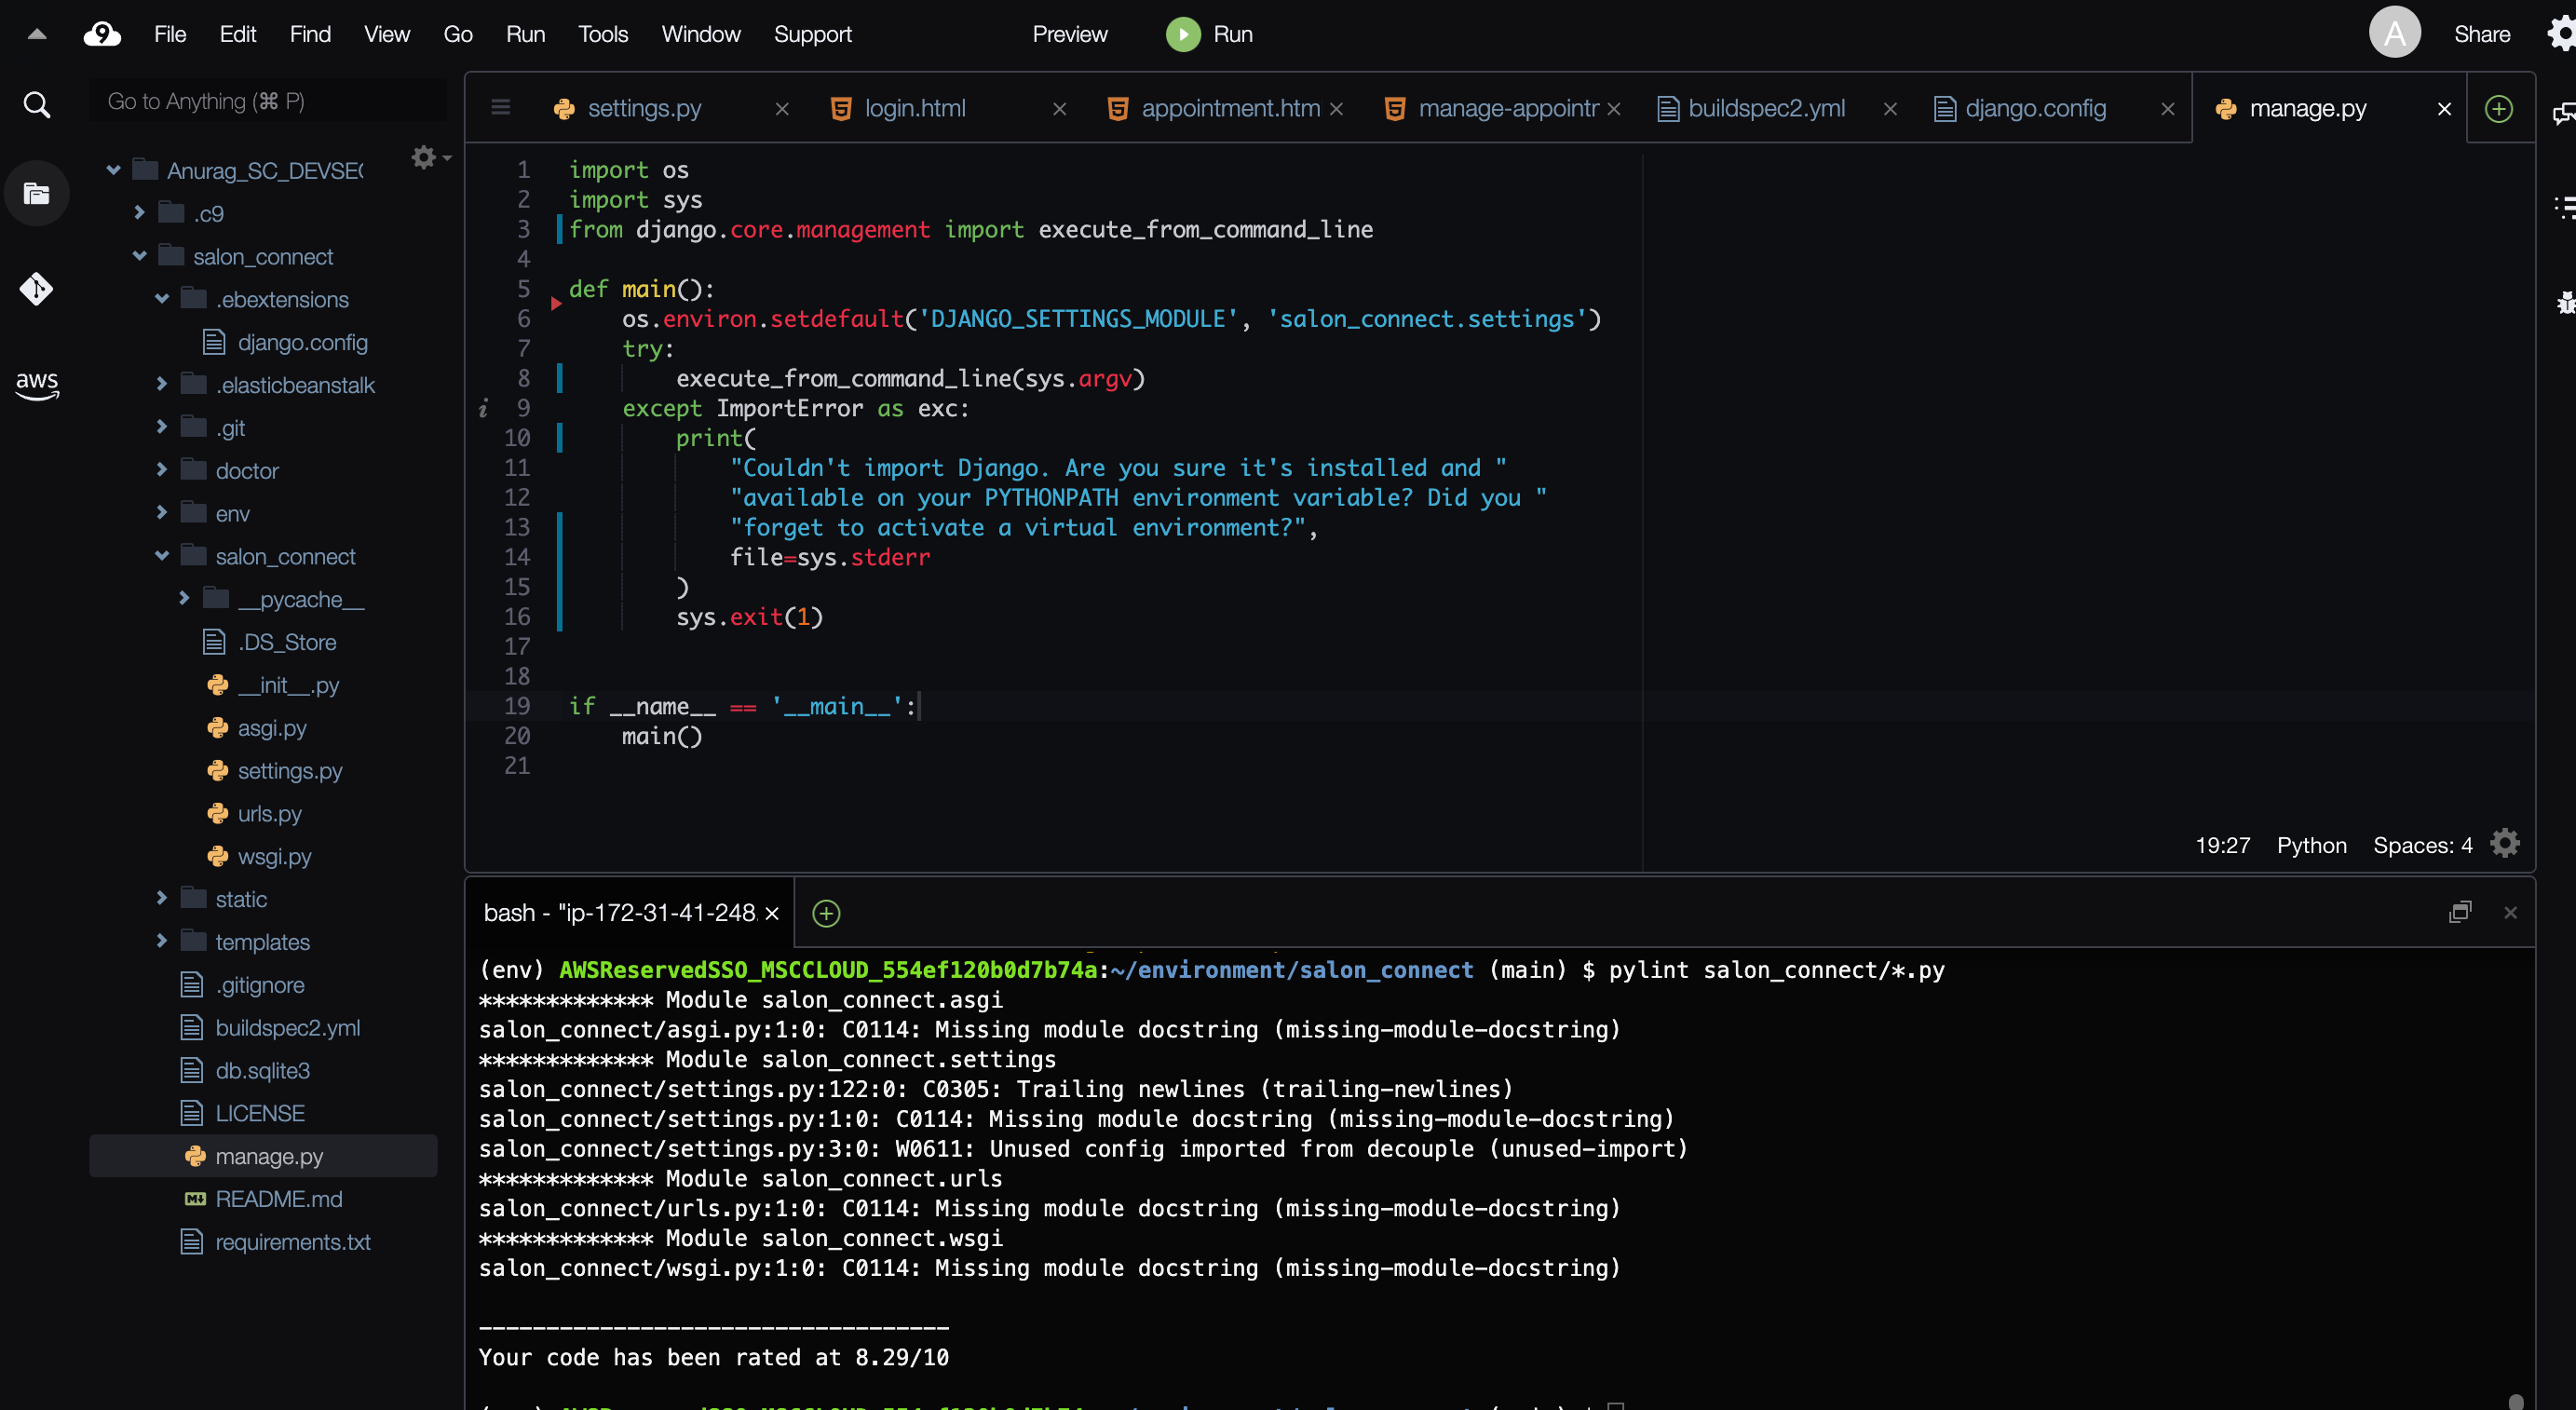 File Edit Find View Go Run Tools Window Support Preview Run A Share
Go to Anything (⌘ P)
settings.py login.html appointment.htm manage-appointr buildspec2.yml django.config manage.py
Anurag_SC_DEVSEC
.c9
salon_connect
.ebextensions
django.config
.elasticbeanstalk
.git
doctor
env
salon_connect
__pycache__
.DS_Store
__init__.py
asgi.py
settings.py
urls.py
wsgi.py
static
templates
.gitignore
buildspec2.yml
db.sqlite3
LICENSE
manage.py
README.md
requirements.txt
aws
1 import os
2 import sys
3 from django.core.management import execute_from_command_line
4
5 def main():
6 os.environ.setdefault('DJANGO_SETTINGS_MODULE', 'salon_connect.settings')
7 try:
8 execute_from_command_line(sys.argv)
9 except ImportError as exc:
10 print(
11 "Couldn't import Django. Are you sure it's installed and "
12 "available on your PYTHONPATH environment variable? Did you "
13 "forget to activate a virtual environment?",
14 file=sys.stderr
15 )
16 sys.exit(1)
17
18
19 if __name__ == '__main__':
20 main()
21
19:27 Python Spaces: 4
bash - "ip-172-31-41-248.
(env) AWSReservedSSO_MSCCLOUD_554ef120b0d7b74a:~/environment/salon_connect (main) $ pylint salon_connect/*.py
************* Module salon_connect.asgi
salon_connect/asgi.py:1:0: C0114: Missing module docstring (missing-module-docstring)
************* Module salon_connect.settings
salon_connect/settings.py:122:0: C0305: Trailing newlines (trailing-newlines)
salon_connect/settings.py:1:0: C0114: Missing module docstring (missing-module-docstring)
salon_connect/settings.py:3:0: W0611: Unused config imported from decouple (unused-import)
************* Module salon_connect.urls
salon_connect/urls.py:1:0: C0114: Missing module docstring (missing-module-docstring)
************* Module salon_connect.wsgi
salon_connect/wsgi.py:1:0: C0114: Missing module docstring (missing-module-docstring)
-----------------------------------
Your code has been rated at 8.29/10